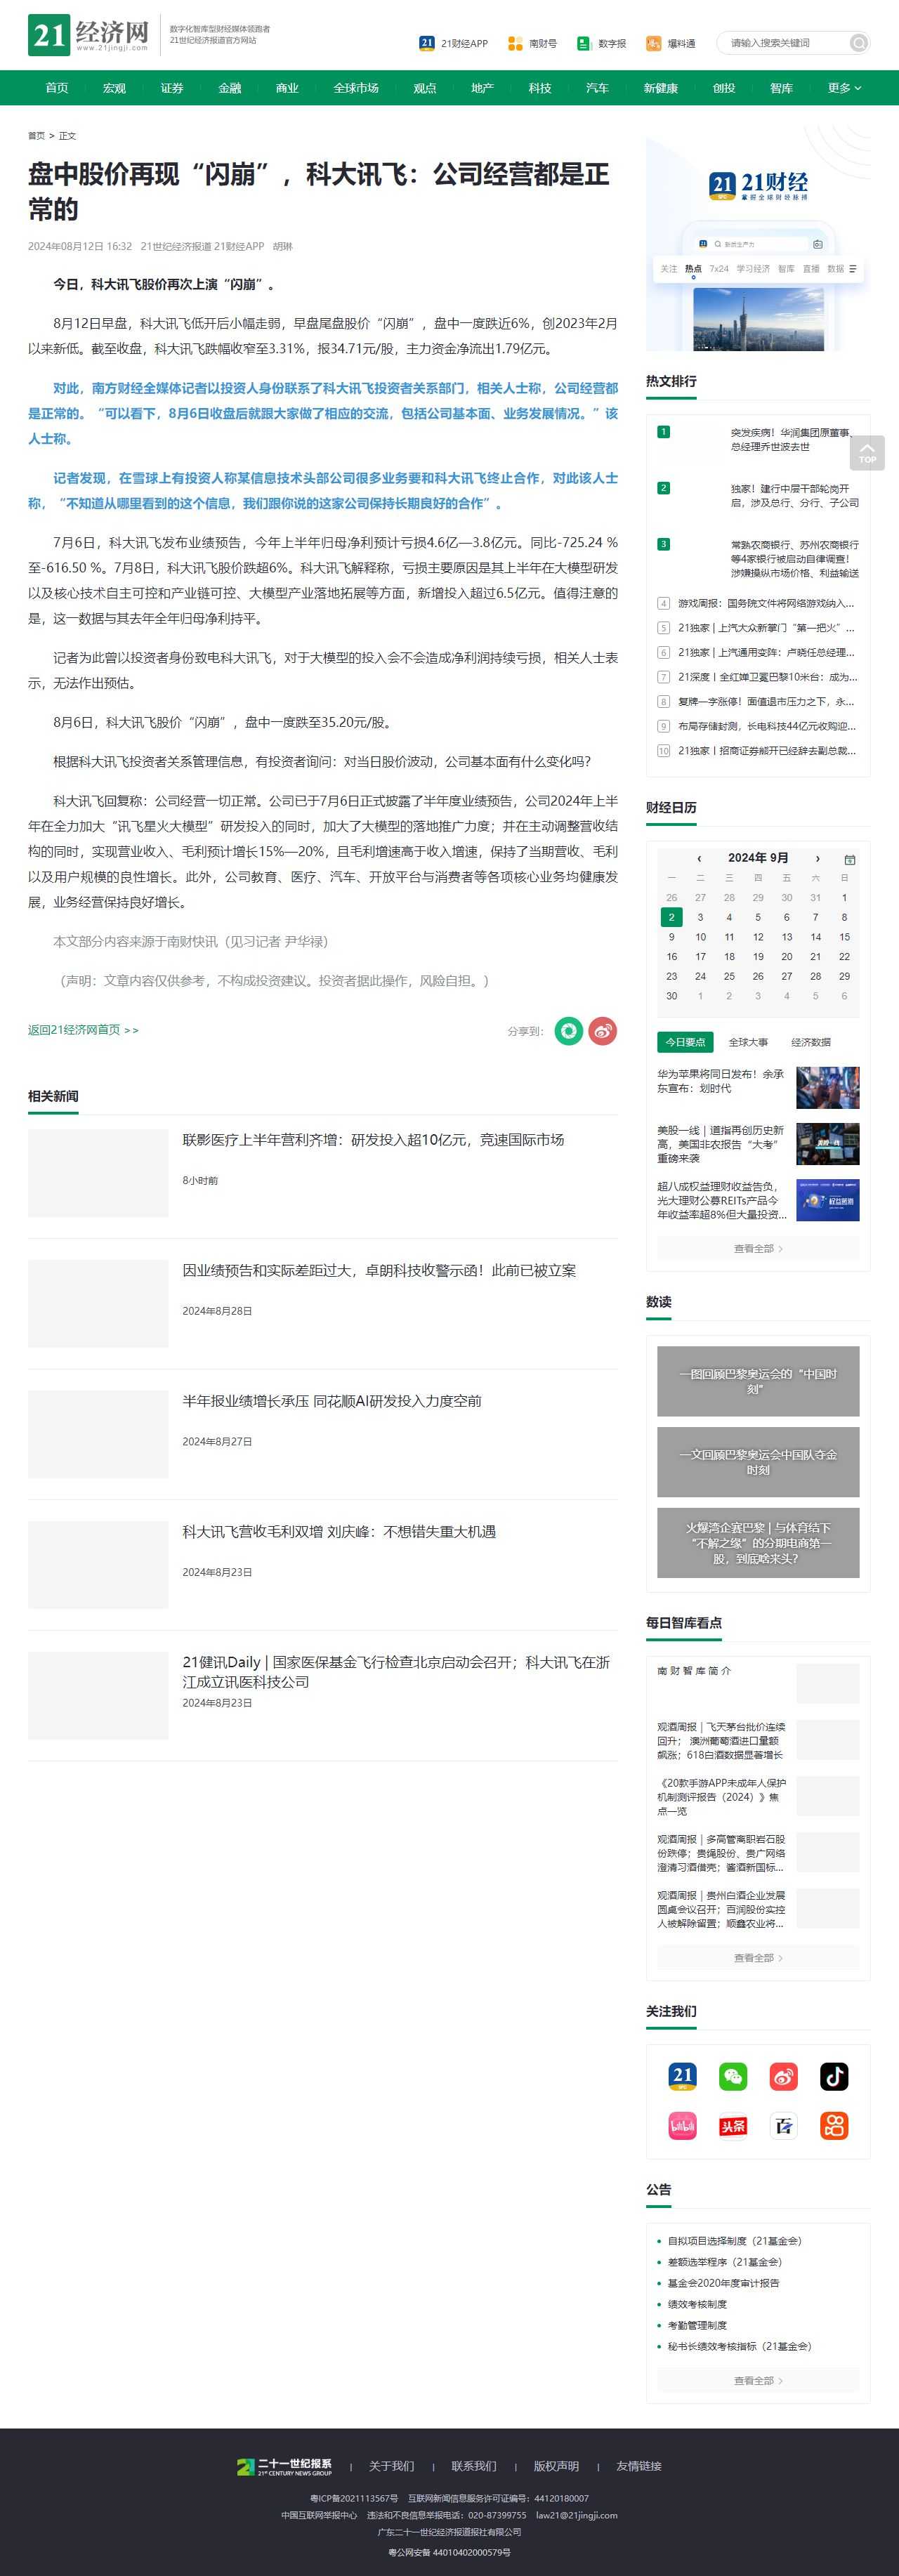 21 经济网
www.21jingji.com
数字化智库型财经媒体领跑者
21世纪经济报道官方网站
21财经APP
南财号
数字报
爆料通
请输入搜索关键词
首页 宏观 证券 金融 商业 全球市场 观点 地产 科技 汽车 新健康 创投 智库 更多
首页 > 正文
盘中股价再现“闪崩”，科大讯飞：公司经营都是正
常的
2024年08月12日 16:32 21世纪经济报道 21财经APP 胡琳
今日，科大讯飞股价再次上演“闪崩”。
8月12日早盘，科大讯飞低开后小幅走弱，早盘尾盘股价“闪崩”，盘中一度跌近6%，创2023年2月
以来新低。截至收盘，科大讯飞跌幅收窄至3.31%，报34.71元/股，主力资金净流出1.79亿元。
对此，南方财经全媒体记者以投资人身份联系了科大讯飞投资者关系部门，相关人士称，公司经营都
是正常的。“可以看下，8月6日收盘后就跟大家做了相应的交流，包括公司基本面、业务发展情况。”该
人士称。
记者发现，在雪球上有投资人称某信息技术头部公司很多业务要和科大讯飞终止合作，对此该人士
称，“不知道从哪里看到的这个信息，我们跟你说的这家公司保持长期良好的合作”。
7月6日，科大讯飞发布业绩预告，今年上半年归母净利预计亏损4.6亿—3.8亿元。同比-725.24 %
至-616.50 %。7月8日，科大讯飞股价跌超6%。科大讯飞解释称，亏损主要原因是其上半年在大模型研发
以及核心技术自主可控和产业链可控、大模型产业落地拓展等方面，新增投入超过6.5亿元。值得注意的
是，这一数据与其去年全年归母净利持平。
记者为此曾以投资者身份致电科大讯飞，对于大模型的投入会不会造成净利润持续亏损，相关人士表
示，无法作出预估。
8月6日，科大讯飞股价“闪崩”，盘中一度跌至35.20元/股。
根据科大讯飞投资者关系管理信息，有投资者询问：对当日股价波动，公司基本面有什么变化吗？
科大讯飞回复称：公司经营一切正常。公司已于7月6日正式披露了半年度业绩预告，公司2024年上半
年在全力加大“讯飞星火大模型”研发投入的同时，加大了大模型的落地推广力度；并在主动调整营收结
构的同时，实现营业收入、毛利预计增长15%—20%，且毛利增速高于收入增速，保持了当期营收、毛利
以及用户规模的良性增长。此外，公司教育、医疗、汽车、开放平台与消费者等各项核心业务均健康发
展，业务经营保持良好增长。
本文部分内容来源于南财快讯（见习记者 尹华禄）
（声明：文章内容仅供参考，不构成投资建议。投资者据此操作，风险自担。）
返回21经济网首页 >>
分享到：
相关新闻
联影医疗上半年营利齐增：研发投入超10亿元，竞速国际市场
8小时前
因业绩预告和实际差距过大，卓朗科技收警示函！此前已被立案
2024年8月28日
半年报业绩增长承压 同花顺AI研发投入力度空前
2024年8月27日
科大讯飞营收毛利双增 刘庆峰：不想错失重大机遇
2024年8月23日
21健讯Daily | 国家医保基金飞行检查北京启动会召开；科大讯飞在浙
江成立讯医科技公司
2024年8月23日
21 21财经
掌握全球财经脉搏
新质生产力
关注 热点 7x24 学习经济 智库 直播 数据
热文排行
TOP
1 突发疾病！华润集团原董事、
总经理乔世波去世
2 独家！建行中层干部轮岗开
启，涉及总行、分行、子公司
3 常熟农商银行、苏州农商银行
等4家银行被启动自律调查！
涉嫌操纵市场价格、利益输送
4 游戏周报：国务院文件将网络游戏纳入...
5 21独家 | 上汽大众新掌门“第一把火”...
6 21独家 | 上汽通用变阵：卢晓任总经理...
7 21深度丨全红婵卫冕巴黎10米台：成为...
8 复牌一字涨停！面值退市压力之下，永...
9 布局存储封测，长电科技44亿元收购迎...
10 21独家丨招商证券熊开已经辞去副总裁...
财经日历
‹ 2024年 9月 ›
一 二 三 四 五 六 日
26 27 28 29 30 31 1
2 3 4 5 6 7 8
9 10 11 12 13 14 15
16 17 18 19 20 21 22
23 24 25 26 27 28 29
30 1 2 3 4 5 6
今日要点 全球大事 经济数据
华为苹果将同日发布！余承
东宣布：划时代
美股一线 | 道指再创历史新
高，美国非农报告“大考”
重磅来袭
超八成权益理财收益告负，
光大理财公募REITs产品今
年收益率超8%但大量投资...
查看全部 >
数读
一图回顾巴黎奥运会的“中国时
刻”
一文回顾巴黎奥运会中国队夺金
时刻
火爆湾企赛巴黎 | 与体育结下
“不解之缘”的分期电商第一
股，到底啥来头？
每日智库看点
南 财 智 库 简 介
观酒周报 | 飞天茅台批价连续
回升； 澳洲葡萄酒进口量额
飙涨；618白酒数据显著增长
《20款手游APP未成年人保护
机制测评报告（2024）》焦
点一览
观酒周报 | 多高管离职岩石股
份跌停；贵绳股份、贵广网络
澄清习酒借壳；酱酒新国标...
观酒周报 | 贵州白酒企业发展
圆桌会议召开；百润股份实控
人被解除留置；顺鑫农业将...
查看全部 >
关注我们
21
bilibili
头条
百
公告
自拟项目选择制度（21基金会）
差额选举程序（21基金会）
基金会2020年度审计报告
绩效考核制度
考勤管理制度
秘书长绩效考核指标（21基金会）
查看全部 >
二十一世纪报系
21st CENTURY NEWS GROUP
| 关于我们 | 联系我们 | 版权声明 | 友情链接
粤ICP备2021113567号 互联网新闻信息服务许可证编号：44120180007
中国互联网举报中心 违法和不良信息举报电话：020-87399755 law21@21jingji.com
广东二十一世纪经济报道报社有限公司
粤公网安备 44010402000579号